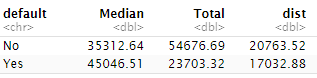 default Median Total dist
<chr> <dbl> <dbl> <dbl>
No 35312.64 54676.69 20763.52
Yes 45046.51 23703.32 17032.88